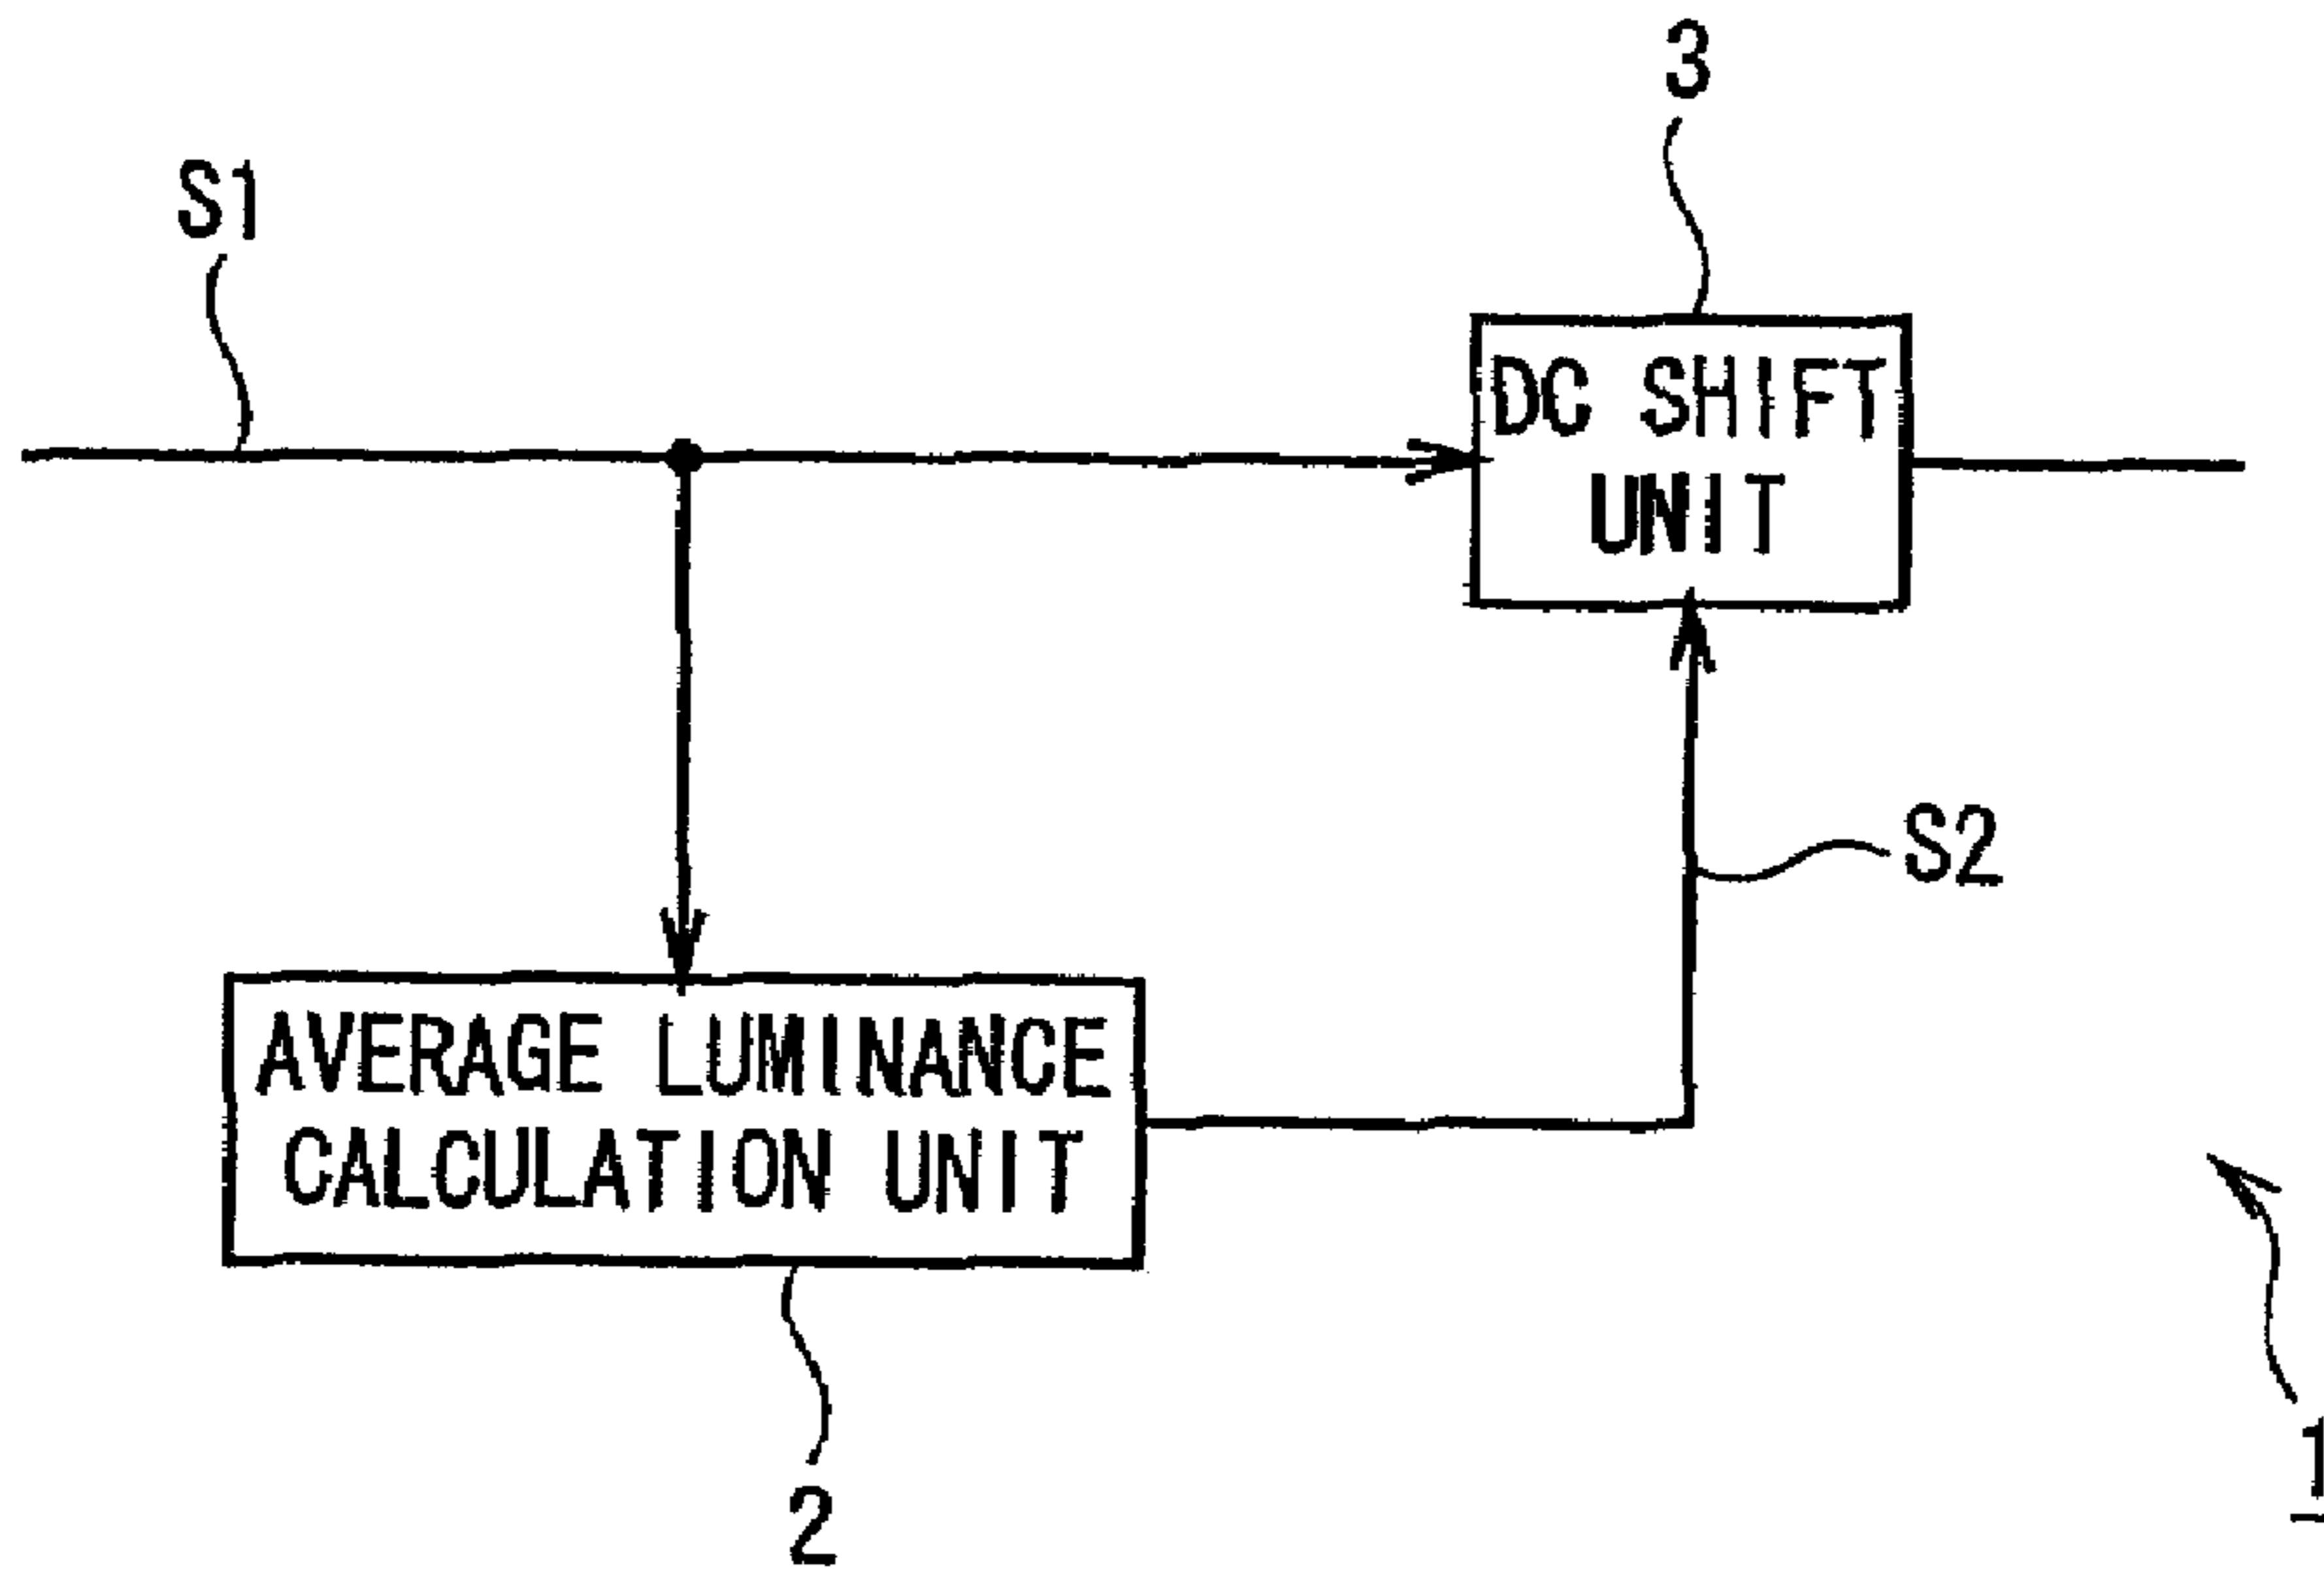 3
S1
DC SHIFT
UNIT
S2
AVERAGE LUMINANCE
CALCULATION UNIT
1
2